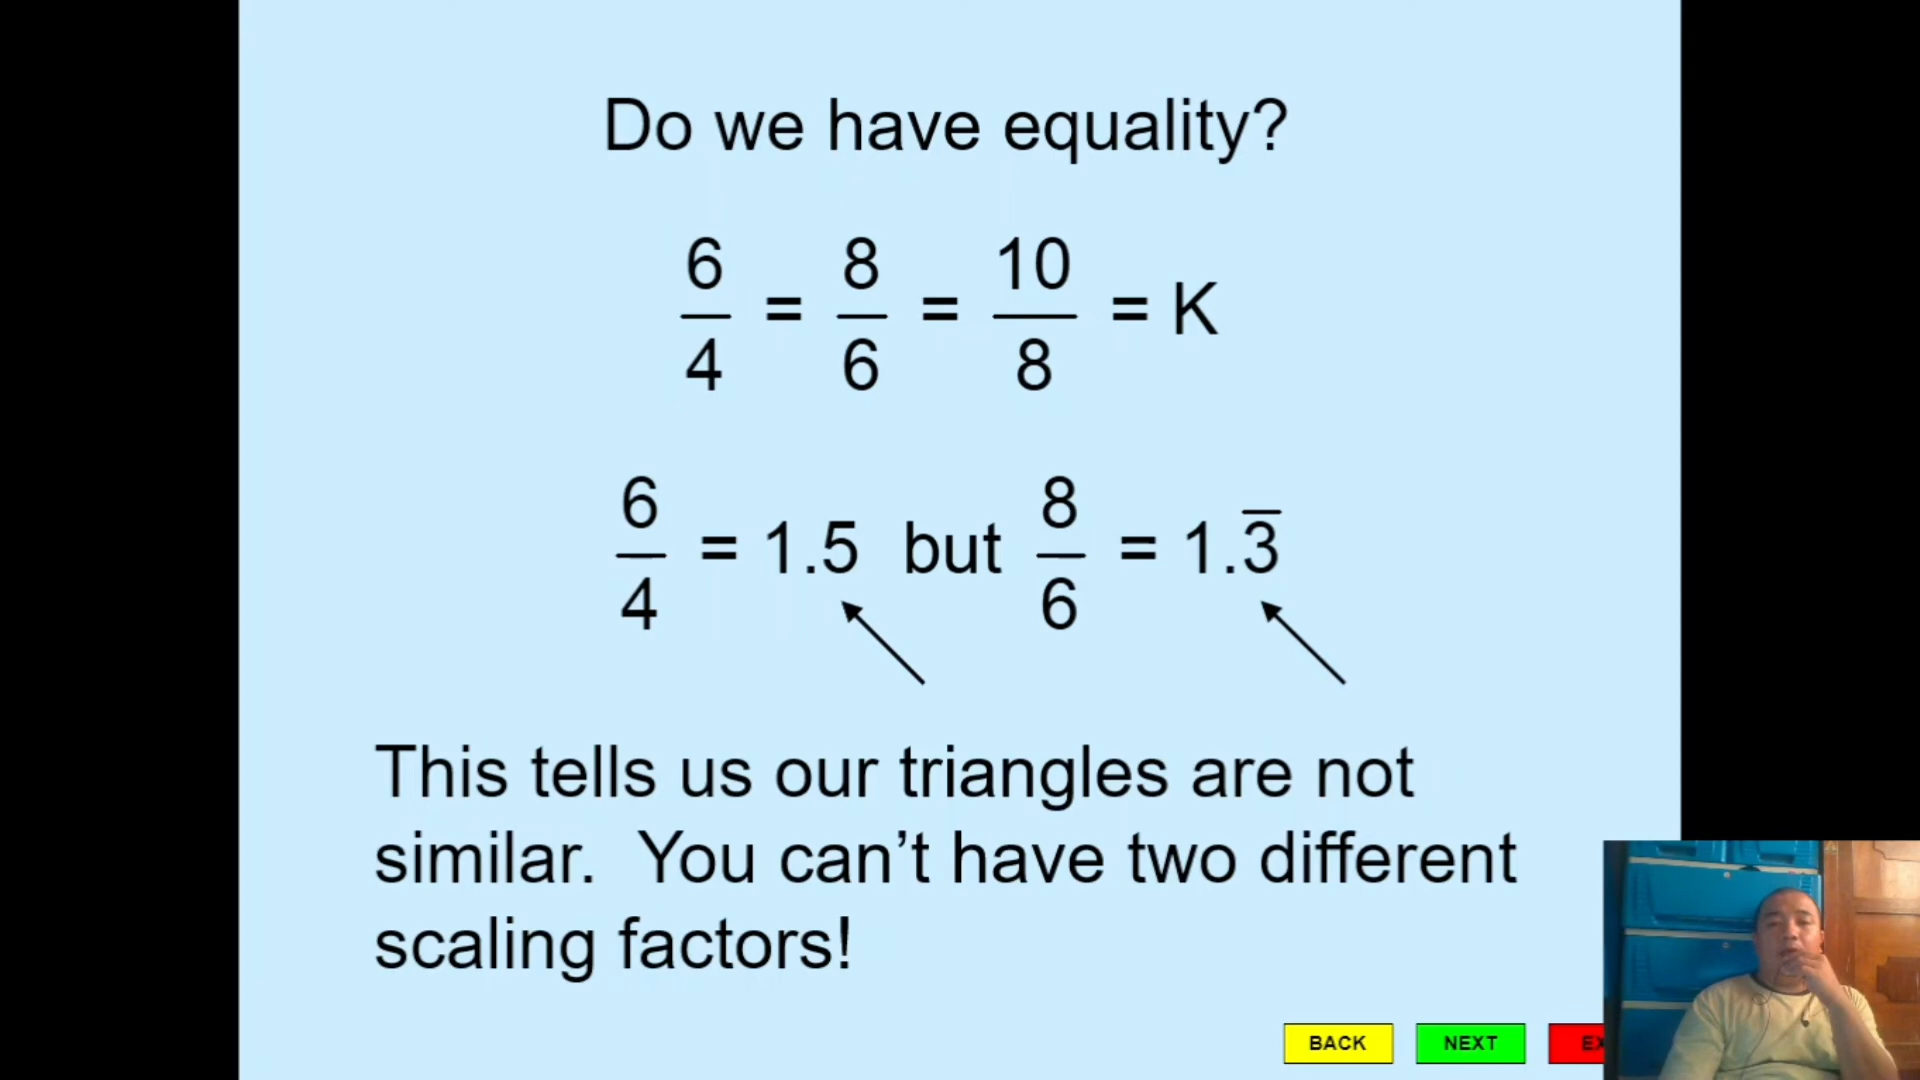 Do we have equality?
6/4 = 8/6 = 10/8 = K
6/4 = 1.5 but 8/6 = 1.3̅
This tells us our triangles are not
similar. You can’t have two different
scaling factors!
BACK NEXT